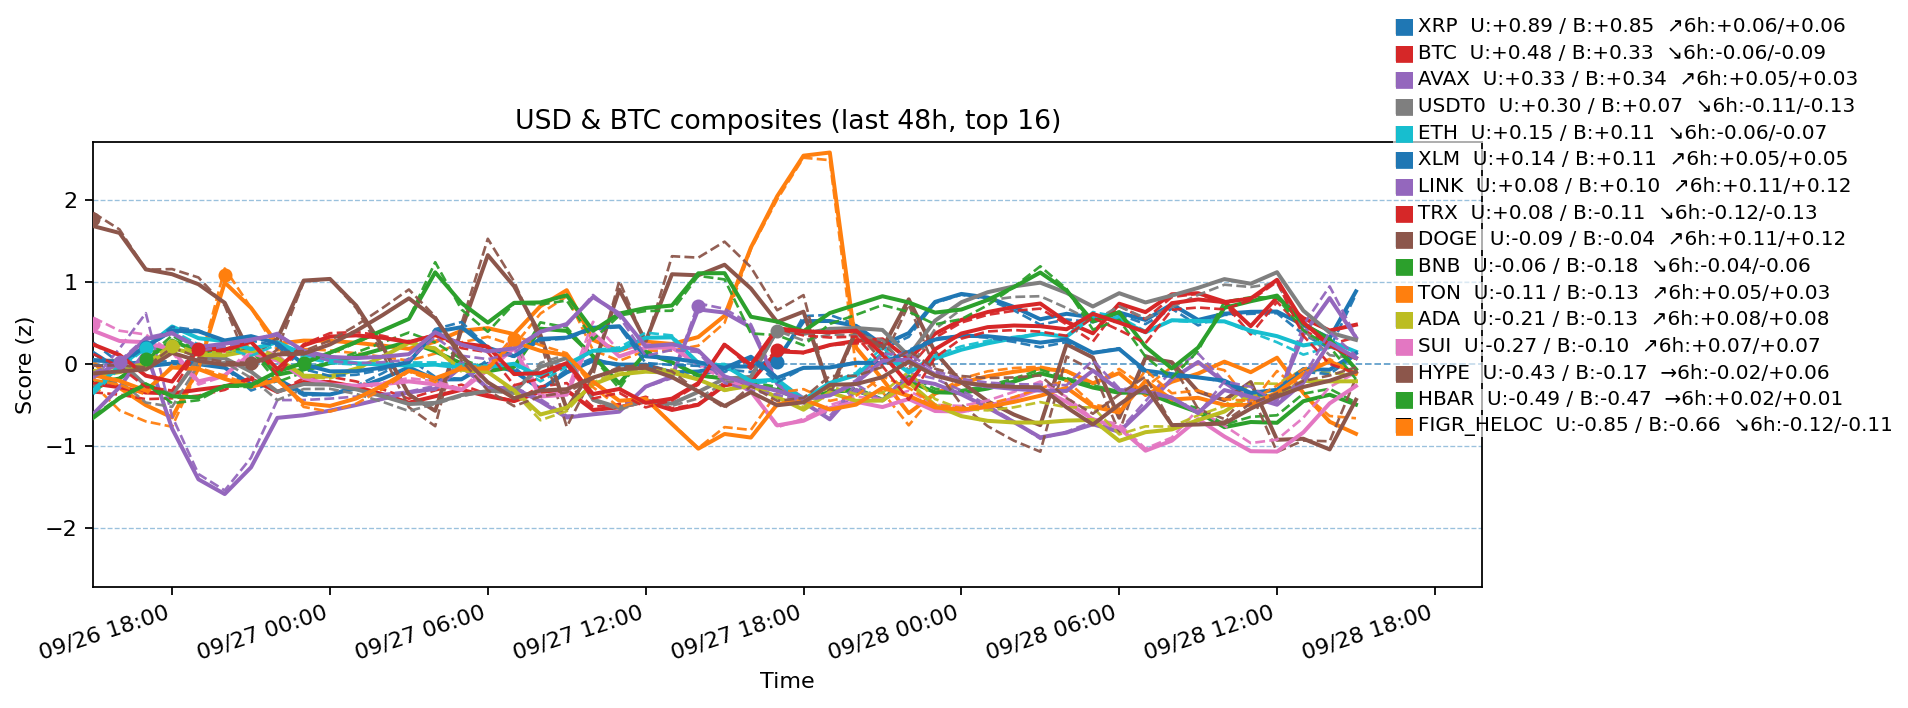 XRP U:+0.89 / B:+0.85 ↗6h:+0.06/+0.06
BTC U:+0.48 / B:+0.33 ↘6h:-0.06/-0.09
AVAX U:+0.33 / B:+0.34 ↗6h:+0.05/+0.03
USDT0 U:+0.30 / B:+0.07 ↘6h:-0.11/-0.13
ETH U:+0.15 / B:+0.11 ↘6h:-0.06/-0.07
XLM U:+0.14 / B:+0.11 ↗6h:+0.05/+0.05
LINK U:+0.08 / B:+0.10 ↗6h:+0.11/+0.12
TRX U:+0.08 / B:-0.11 ↘6h:-0.12/-0.13
DOGE U:-0.09 / B:-0.04 ↗6h:+0.11/+0.12
BNB U:-0.06 / B:-0.18 ↘6h:-0.04/-0.06
TON U:-0.11 / B:-0.13 ↗6h:+0.05/+0.03
ADA U:-0.21 / B:-0.13 ↗6h:+0.08/+0.08
SUI U:-0.27 / B:-0.10 ↗6h:+0.07/+0.07
HYPE U:-0.43 / B:-0.17 →6h:-0.02/+0.06
HBAR U:-0.49 / B:-0.47 →6h:+0.02/+0.01
FIGR_HELOC U:-0.85 / B:-0.66 ↘6h:-0.12/-0.11
USD & BTC composites (last 48h, top 16)
Score (z)
2
1
0
−1
−2
09/26 18:00
09/27 00:00
09/27 06:00
09/27 12:00
09/27 18:00
09/28 00:00
09/28 06:00
09/28 12:00
09/28 18:00
Time